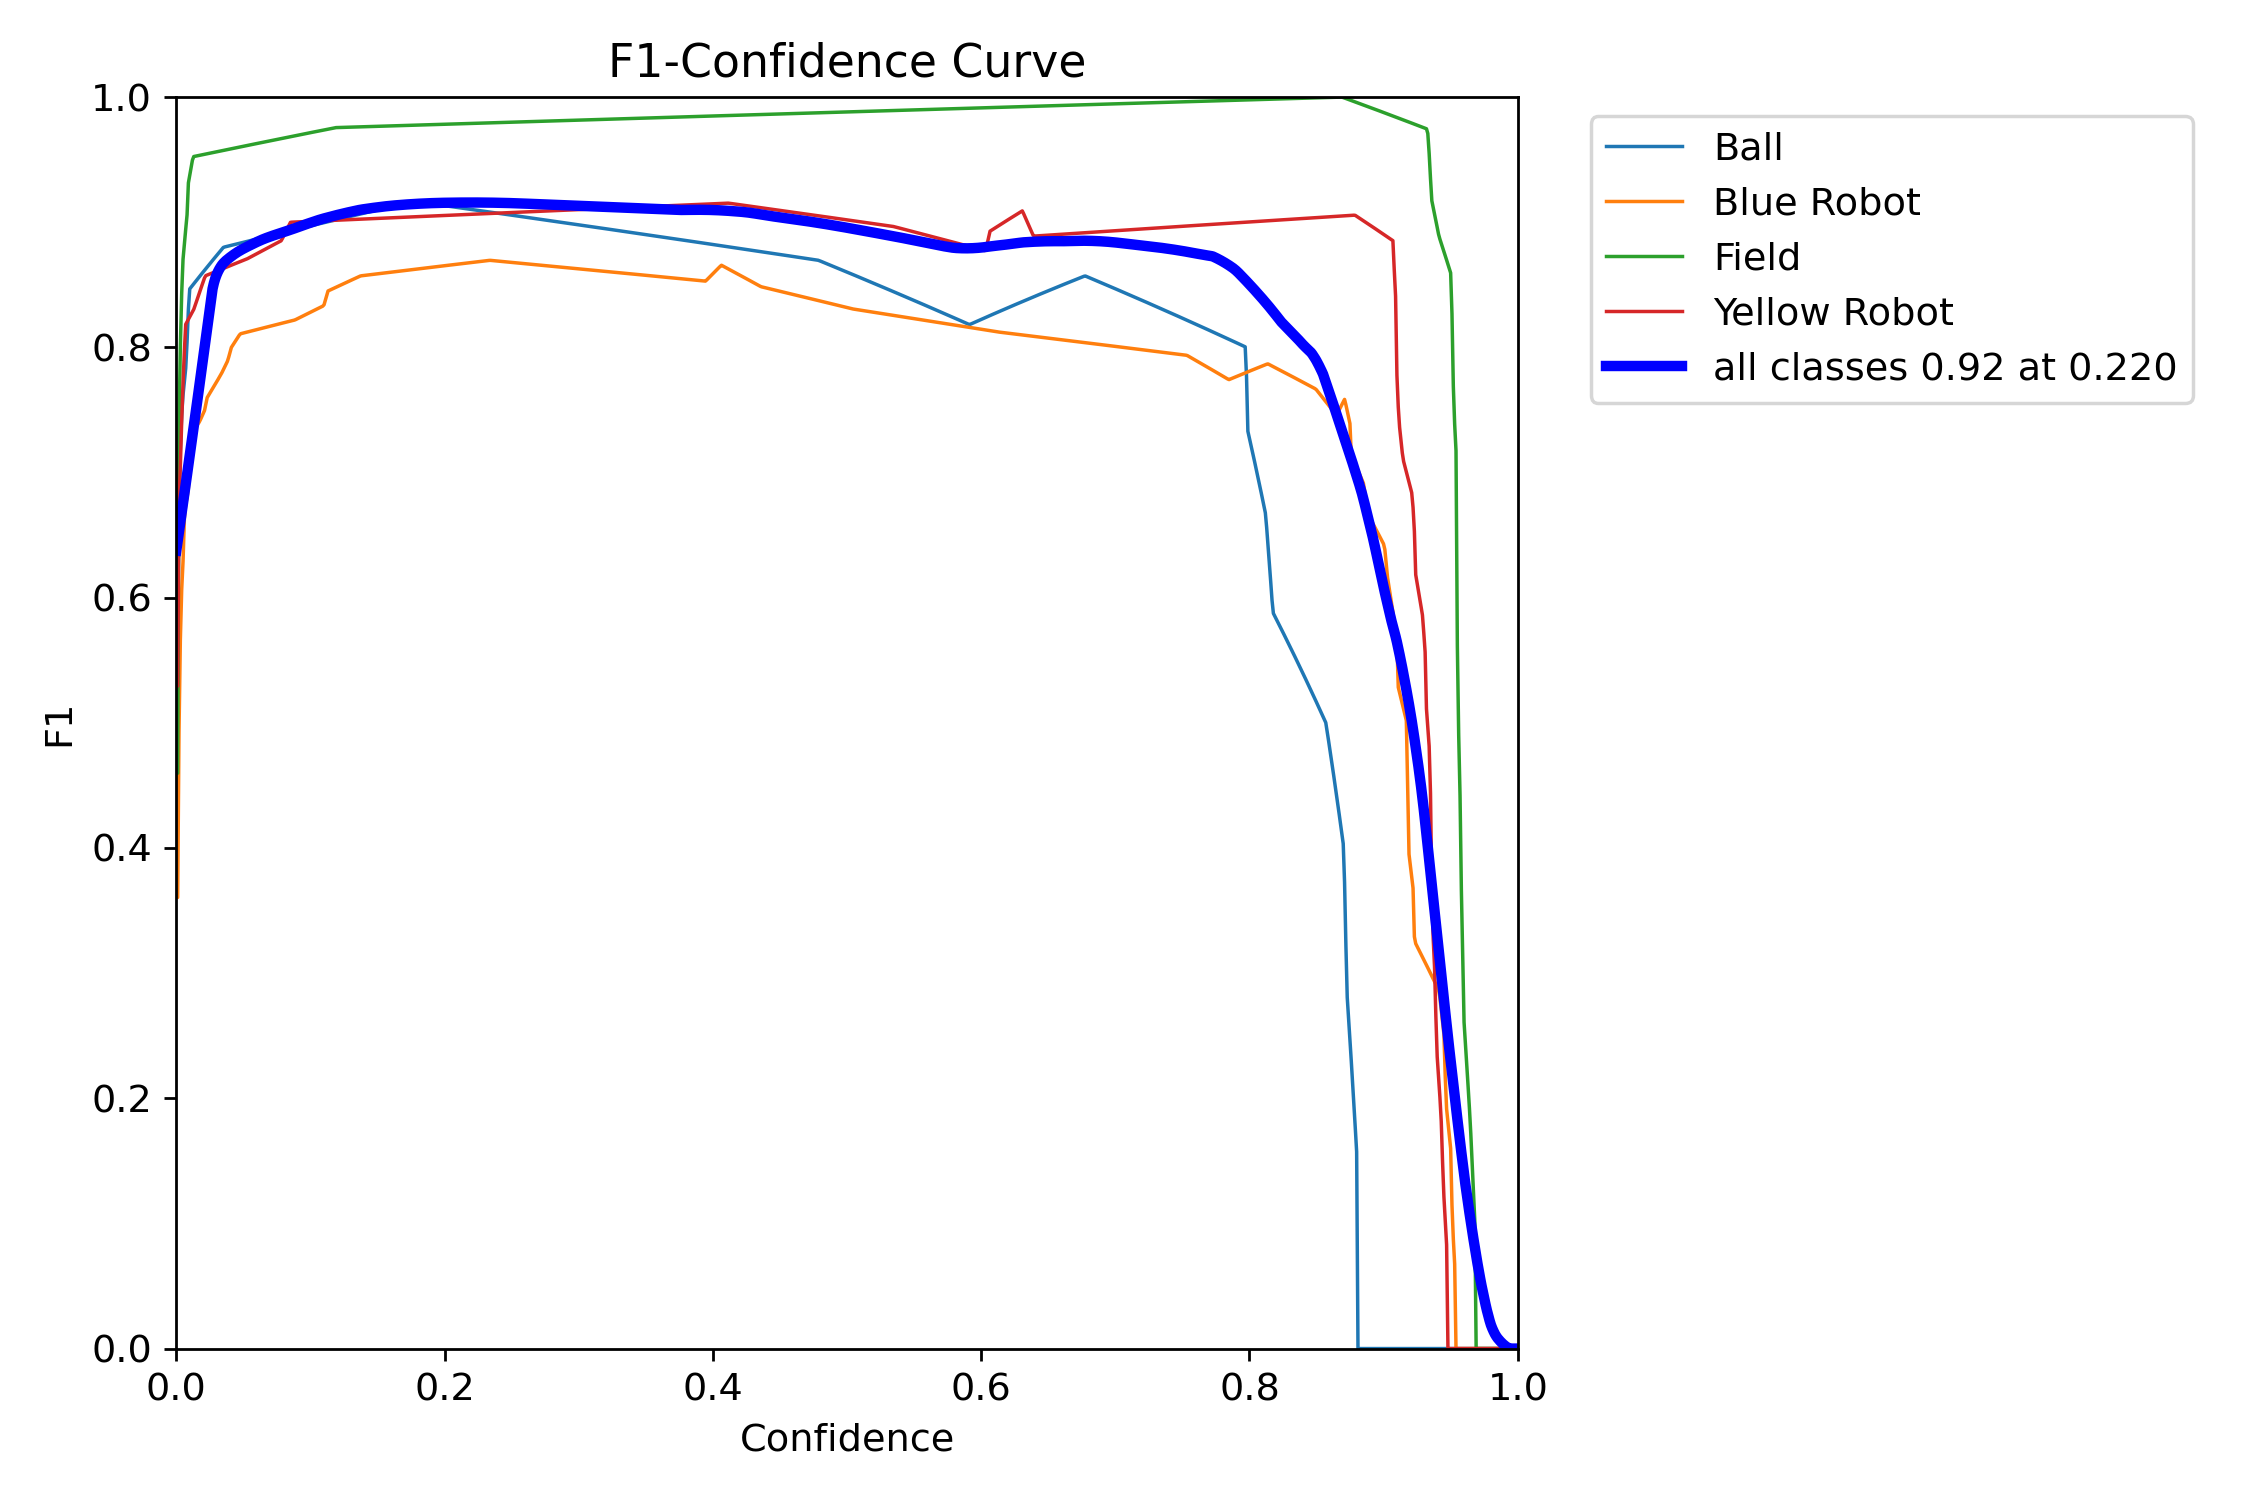 F1-Confidence Curve
1.0
0.8
0.6
0.4
0.2
0.0
F1
0.0 0.2 0.4 0.6 0.8 1.0
Confidence
Ball
Blue Robot
Field
Yellow Robot
all classes 0.92 at 0.220